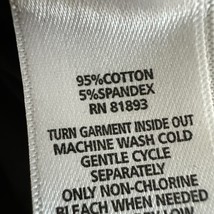 95%COTTON
5%SPANDEX
RN 81893
TURN GARMENT INSIDE OUT
MACHINE WASH COLD
GENTLE CYCLE
SEPARATELY
ONLY NON-CHLORINE
BLEACH WHEN NEEDED